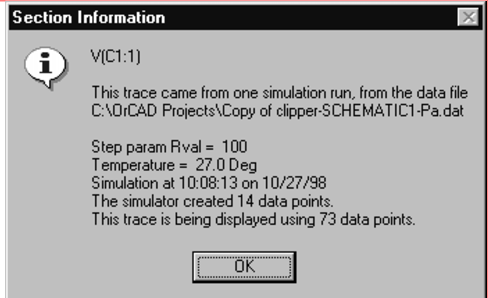 Section Information
V(C1:1)
This trace came from one simulation run, from the data file
C:\OrCAD Projects\Copy of clipper-SCHEMATIC1-Pa.dat
Step param Rval = 100
Temperature = 27.0 Deg
Simulation at 10:08:13 on 10/27/98
The simulator created 14 data points.
This trace is being displayed using 73 data points.
OK